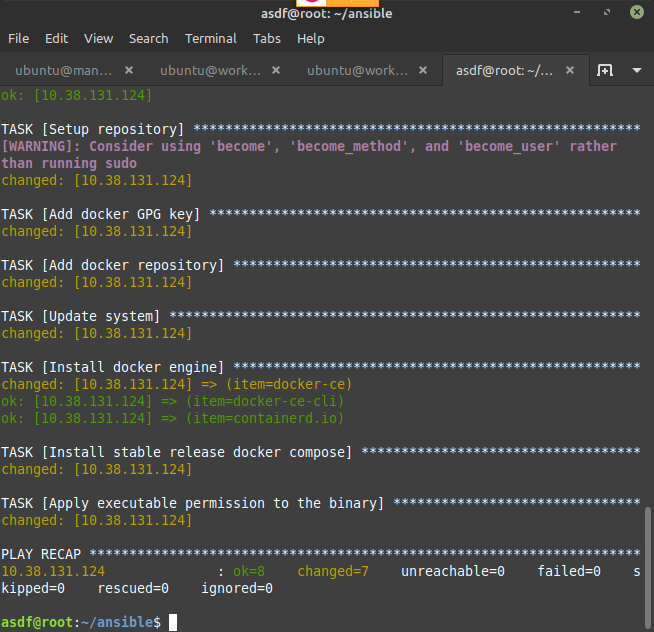 asdf@root: ~/ansible
File Edit View Search Terminal Tabs Help
ubuntu@man... × ubuntu@work... × ubuntu@work... × asdf@root: ~/... ×
ok: [10.38.131.124]
TASK [Setup repository] ********************************************************
[WARNING]: Consider using 'become', 'become_method', and 'become_user' rather
than running sudo
changed: [10.38.131.124]
TASK [Add docker GPG key] ******************************************************
changed: [10.38.131.124]
TASK [Add docker repository] ***************************************************
changed: [10.38.131.124]
TASK [Update system] ***********************************************************
changed: [10.38.131.124]
TASK [Install docker engine] ***************************************************
changed: [10.38.131.124] => (item=docker-ce)
ok: [10.38.131.124] => (item=docker-ce-cli)
ok: [10.38.131.124] => (item=containerd.io)
TASK [Install stable release docker compose] ***********************************
changed: [10.38.131.124]
TASK [Apply executable permission to the binary] *******************************
changed: [10.38.131.124]
PLAY RECAP *********************************************************************
10.38.131.124 : ok=8 changed=7 unreachable=0 failed=0 s
kipped=0 rescued=0 ignored=0
asdf@root:~/ansible$